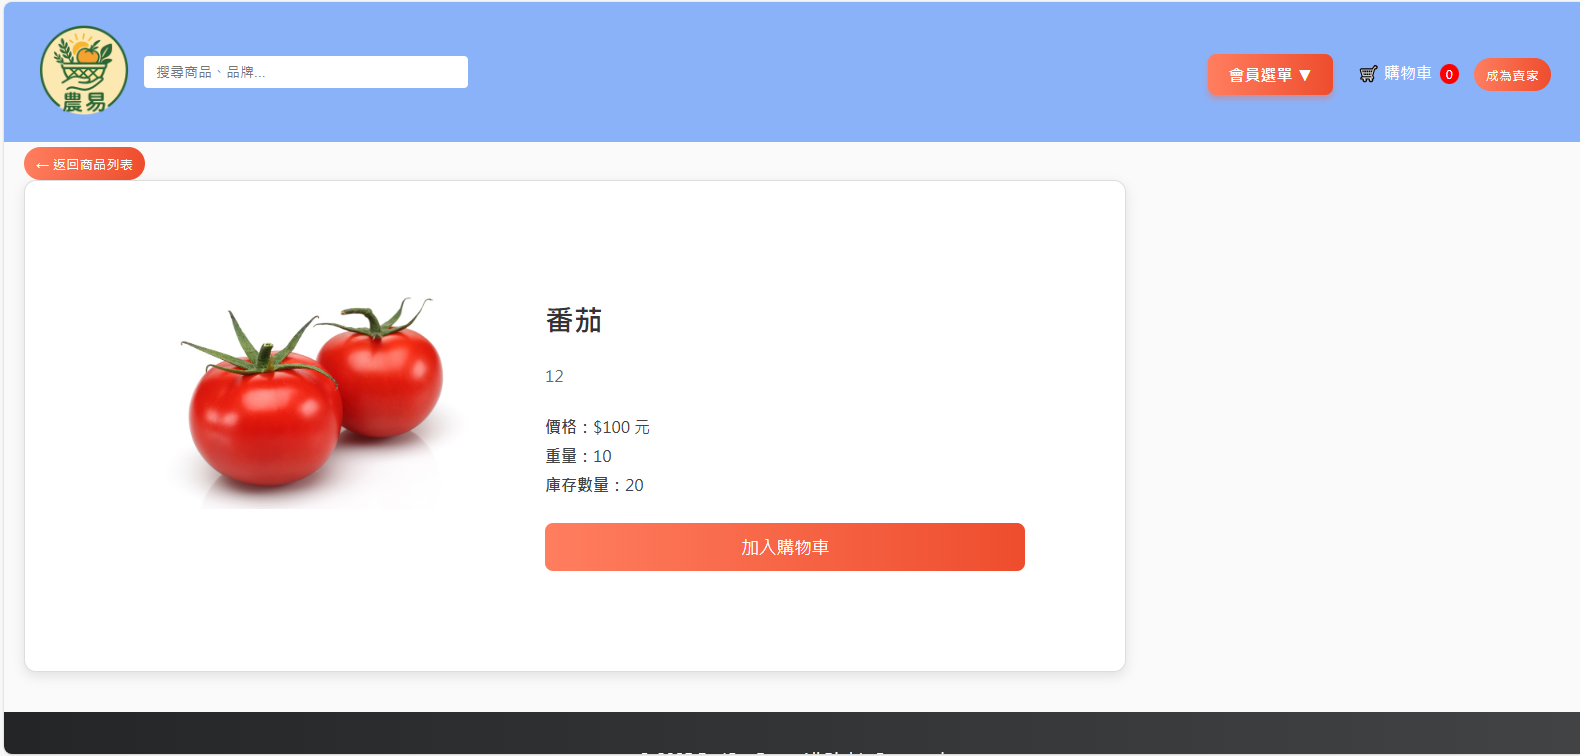 農易
搜尋商品、品牌...
會員選單 ▼
購物車 0
成為賣家
← 返回商品列表
番茄
12
價格：$100 元
重量：10
庫存數量：20
加入購物車